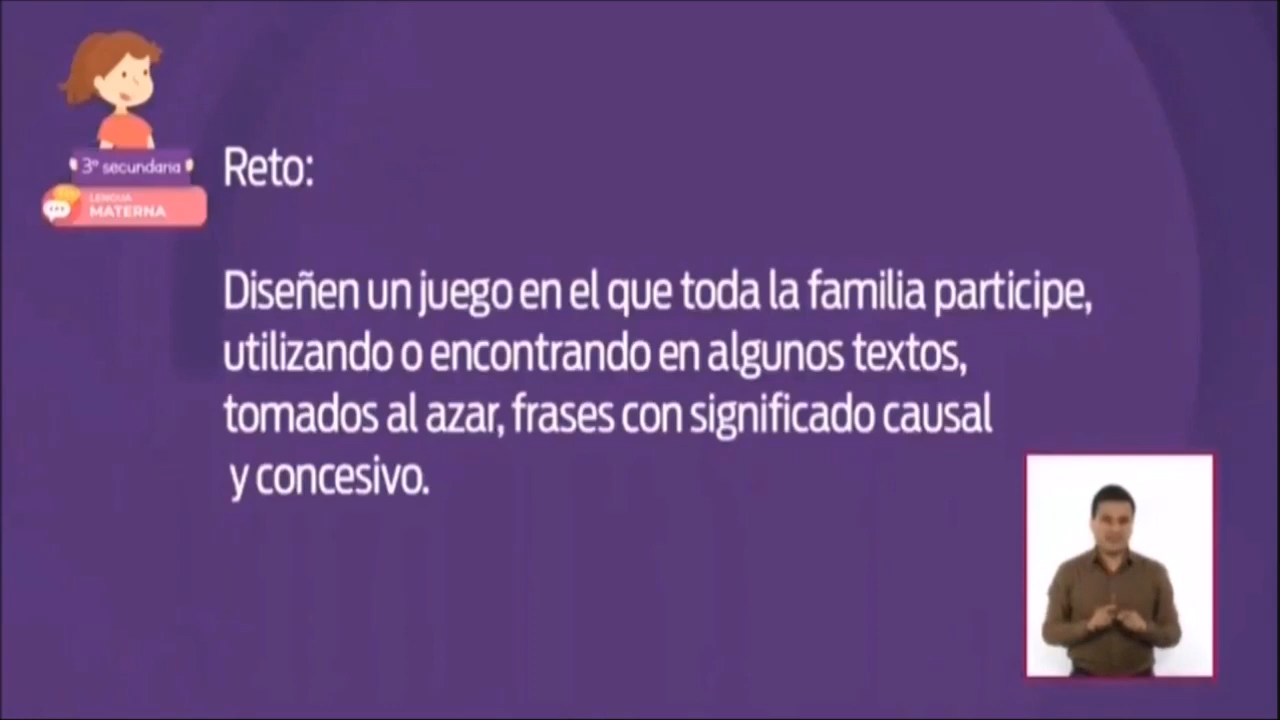 3° secundaria
LENGUA
MATERNA
Reto:
Diseñen un juego en el que toda la familia participe,
utilizando o encontrando en algunos textos,
tomados al azar, frases con significado causal
y concesivo.